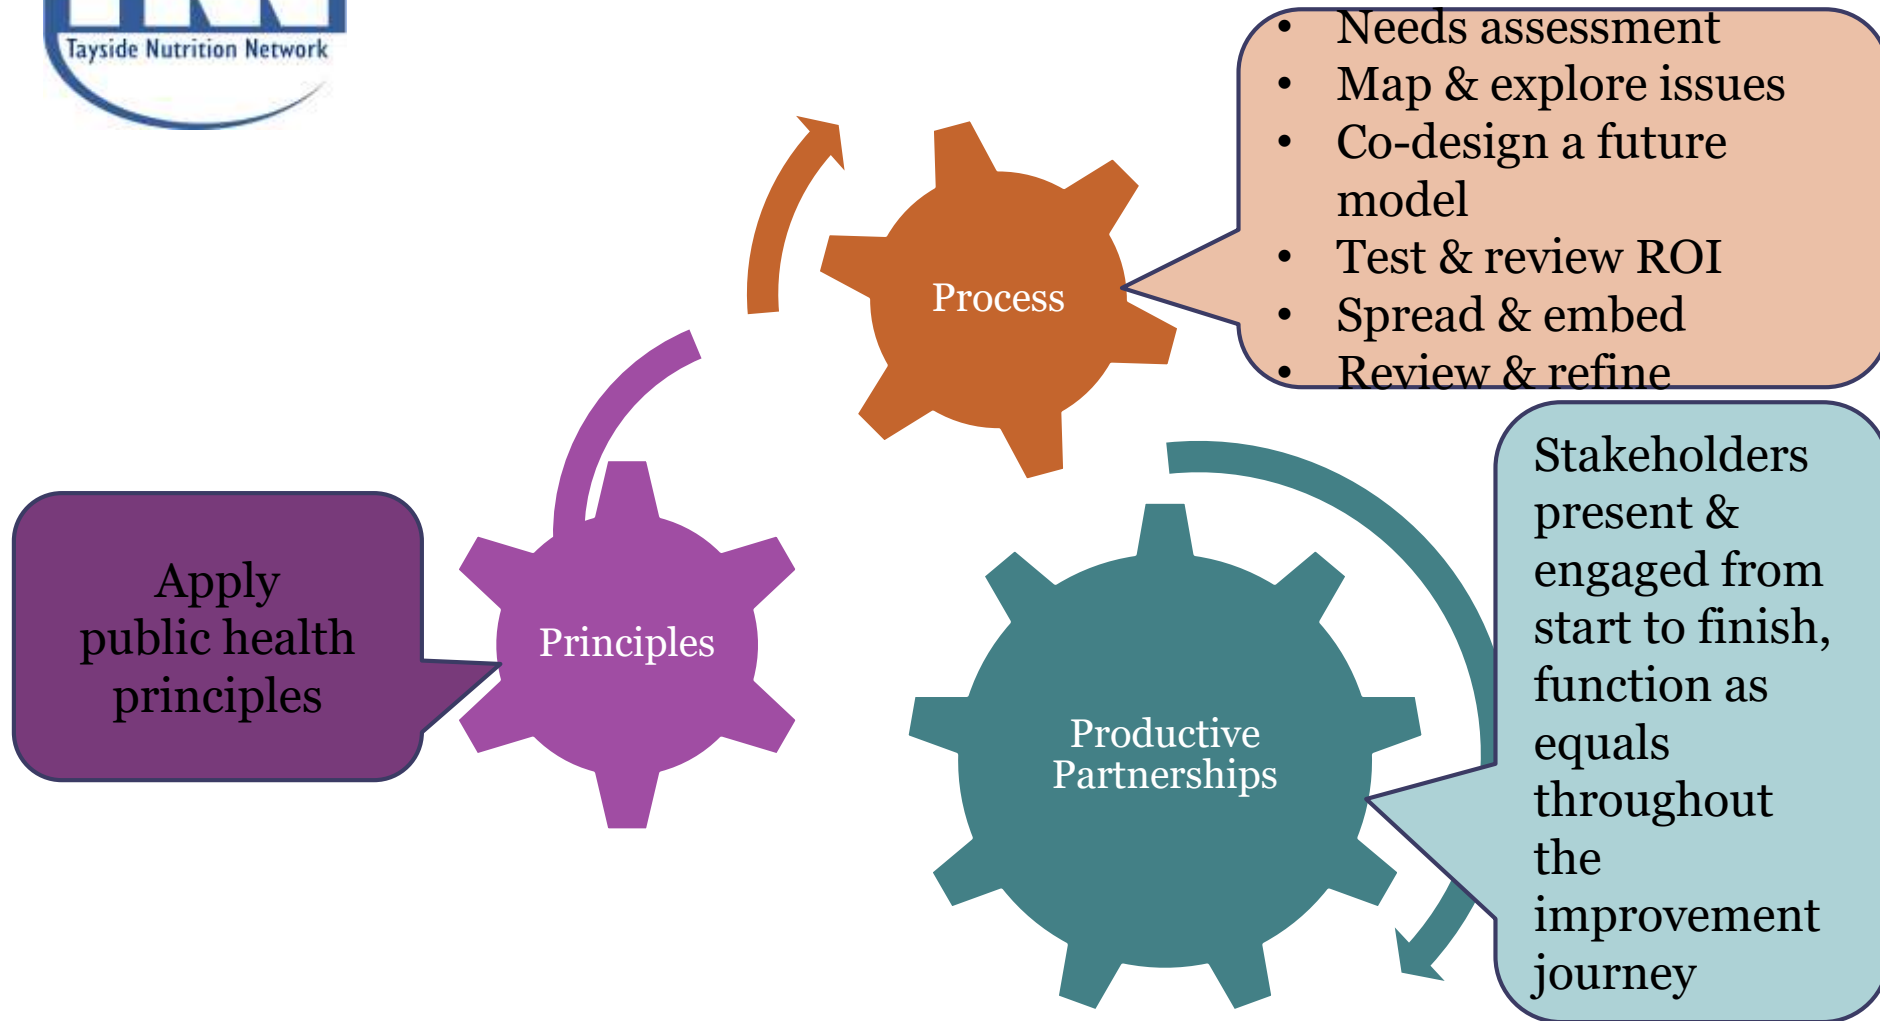 Tayside Nutrition Network
• Needs assessment
• Map & explore issues
• Co-design a future
model
• Test & review ROI
• Spread & embed
• Review & refine
Process
Apply
public health
principles
Principles
Productive
Partnerships
Stakeholders
present &
engaged from
start to finish,
function as
equals
throughout
the
improvement
journey